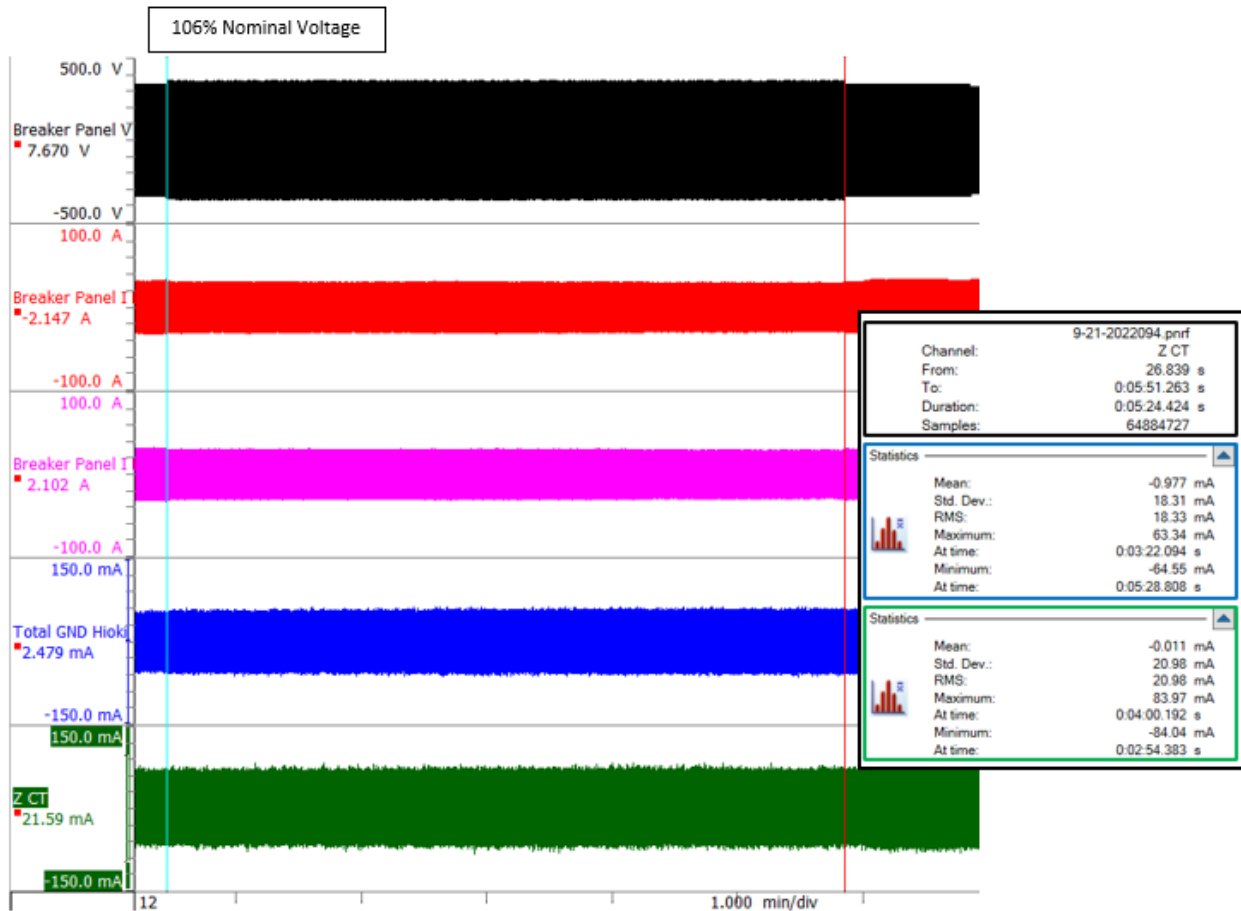 106% Nominal Voltage
500.0 V
Breaker Panel V
7.670 V
-500.0 V
100.0 A
Breaker Panel I
-2.147 A
-100.0 A
100.0 A
Breaker Panel I
2.102 A
-100.0 A
150.0 mA
Total GND Hioki
2.479 mA
-150.0 mA
150.0 mA
Z CT
21.59 mA
-150.0 mA
12
1.000 min/div
9-21-2022094.pnrf
Channel: Z CT
From: 26.839 s
To: 0:05:51.263 s
Duration: 0:05:24.424 s
Samples: 64884727
Statistics
Mean: -0.977 mA
Std. Dev.: 18.31 mA
RMS: 18.33 mA
Maximum: 63.34 mA
At time: 0:03:22.094 s
Minimum: -64.55 mA
At time: 0:05:28.808 s
Statistics
Mean: -0.011 mA
Std. Dev.: 20.98 mA
RMS: 20.98 mA
Maximum: 83.97 mA
At time: 0:04:00.192 s
Minimum: -84.04 mA
At time: 0:02:54.383 s